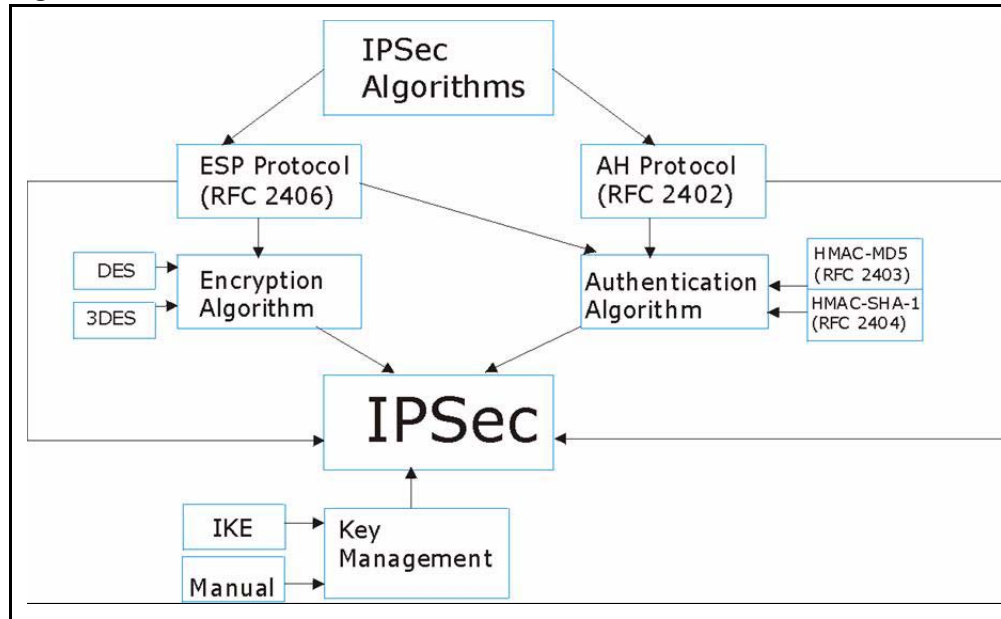 IPSec
Algorithms
ESP Protocol
(RFC 2406)
AH Protocol
(RFC 2402)
DES
3DES
Encryption
Algorithm
Authentication
Algorithm
HMAC-MD5
(RFC 2403)
HMAC-SHA-1
(RFC 2404)
IPSec
IKE
Manual
Key
Management